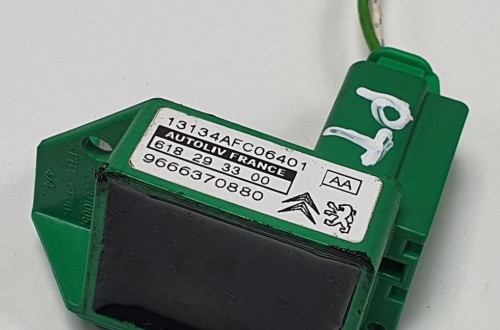 13134AFC06401
AUTOLIV FRANCE
618 29 33 00
9666370880
AA